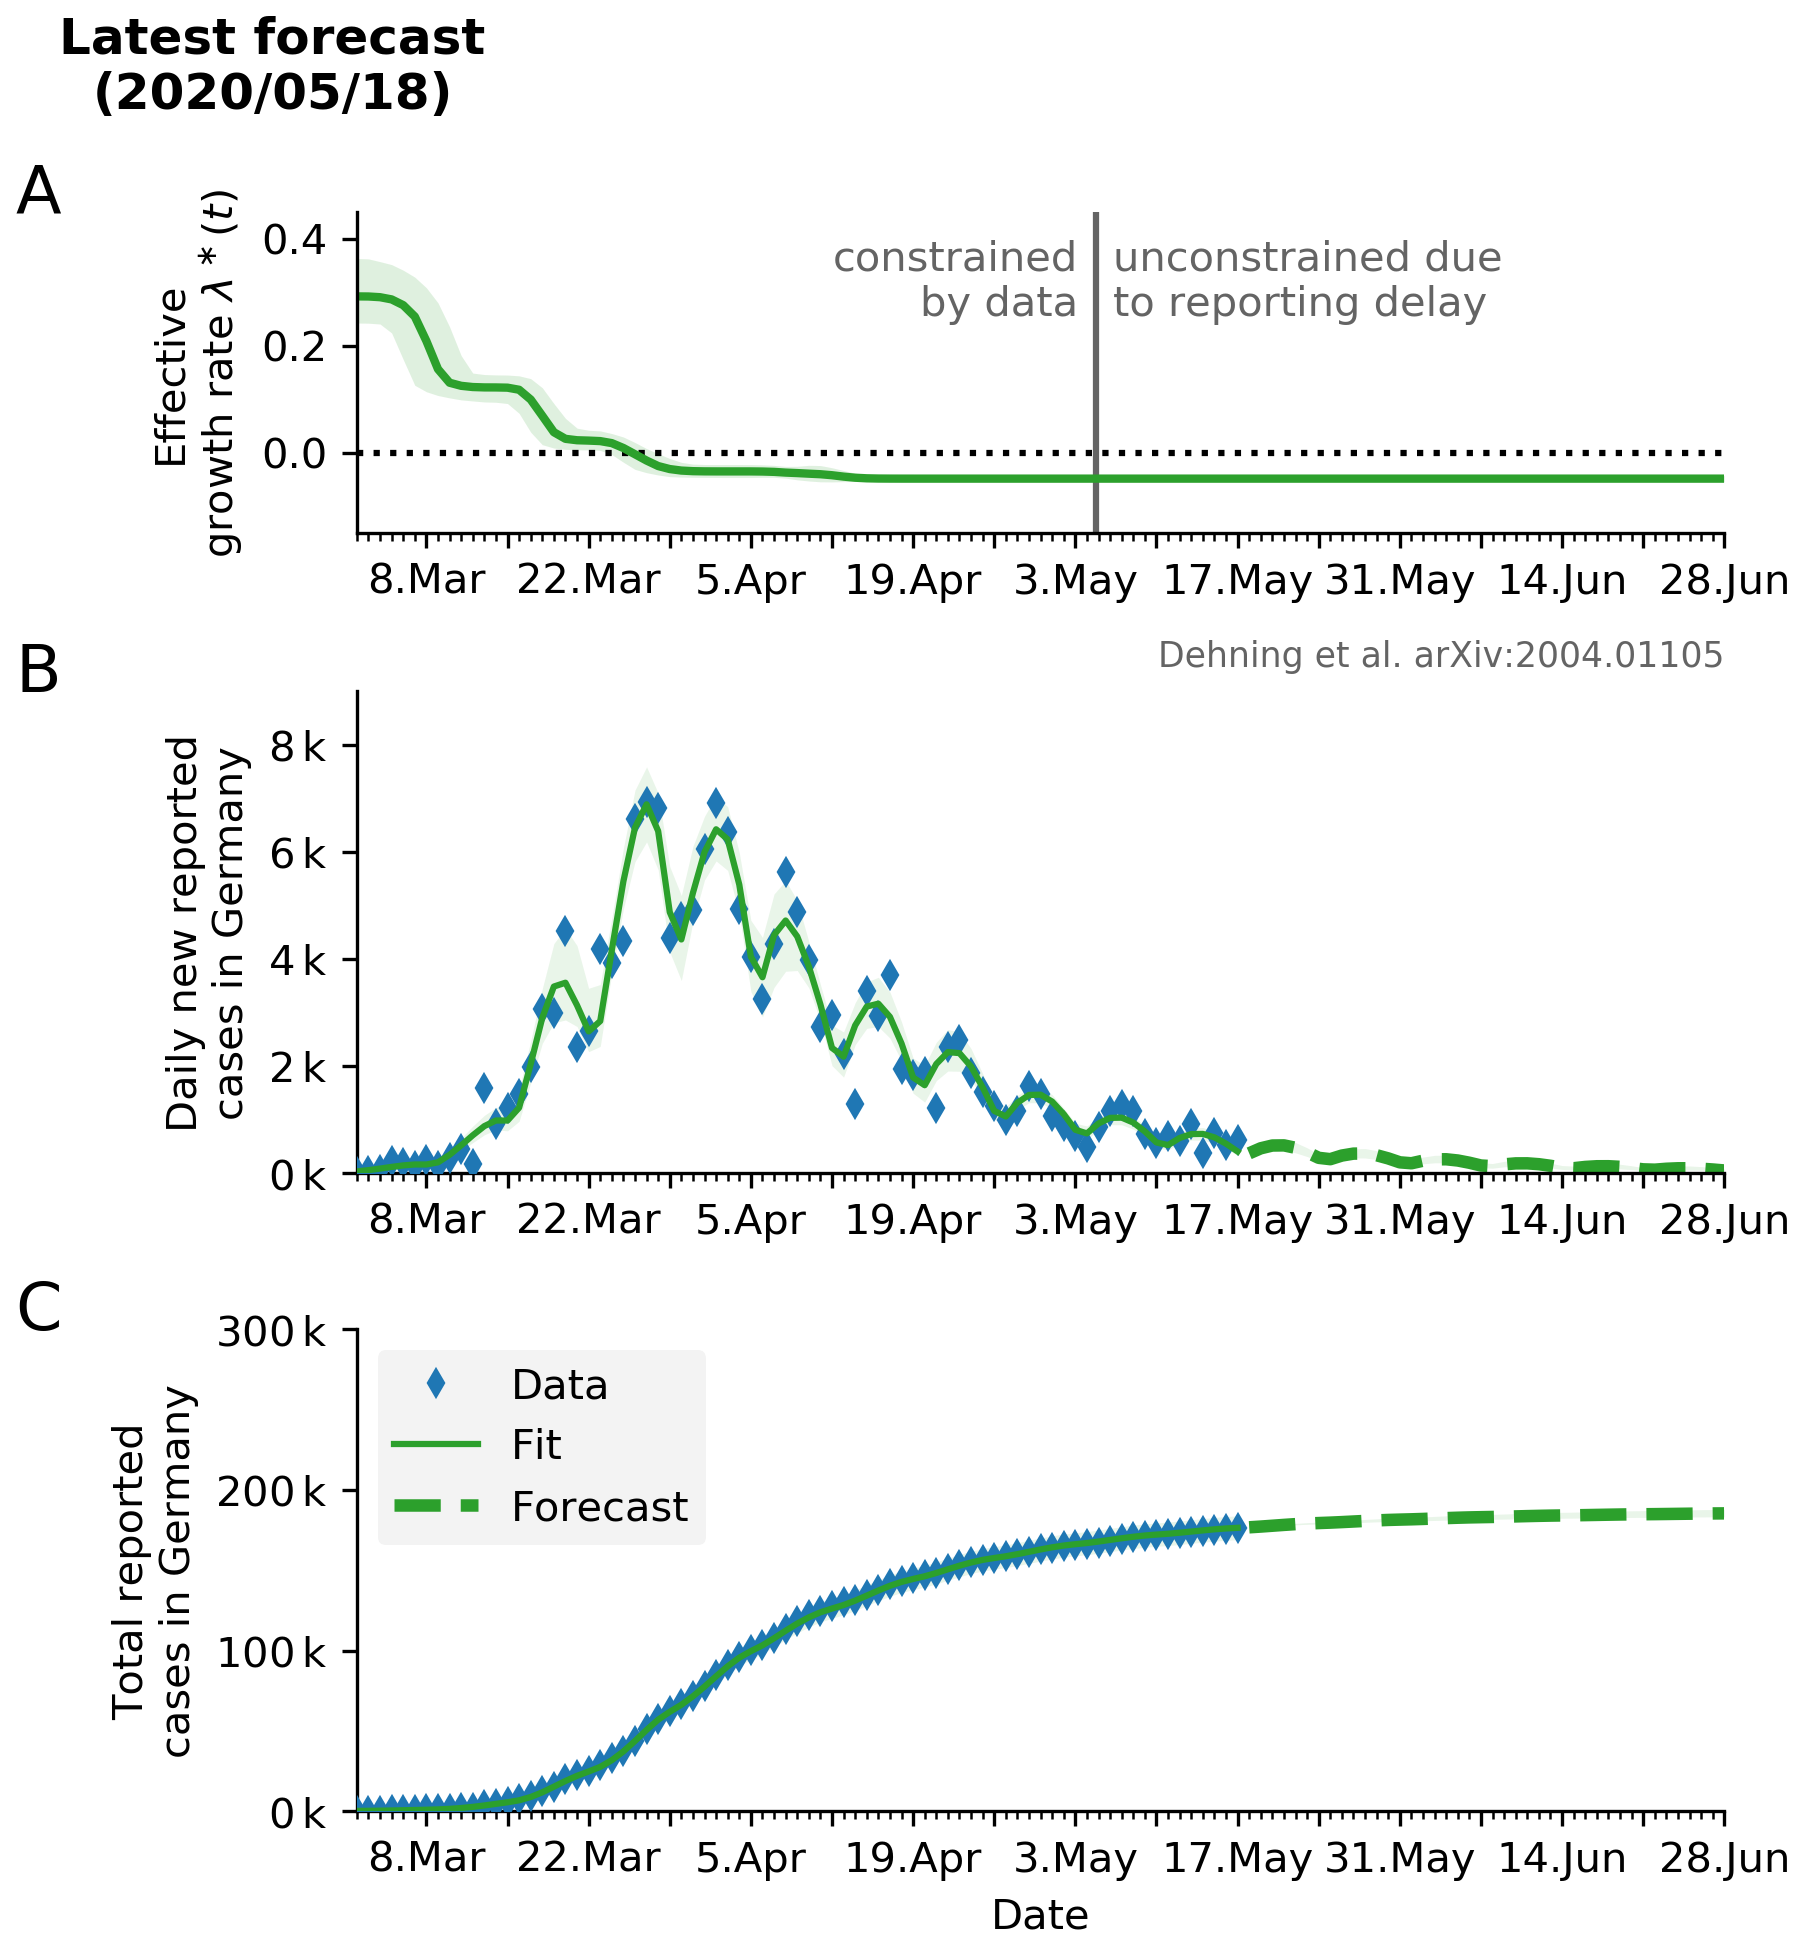 Latest forecast
(2020/05/18)
A
Effective
growth rate λ* (t)
0.4
0.2
0.0
constrained
by data
unconstrained due
to reporting delay
8.Mar 22.Mar 5.Apr 19.Apr 3.May 17.May 31.May 14.Jun 28.Jun
Dehning et al. arXiv:2004.01105
B
Daily new reported
cases in Germany
8 k
6 k
4 k
2 k
0 k
8.Mar 22.Mar 5.Apr 19.Apr 3.May 17.May 31.May 14.Jun 28.Jun
C
Total reported
cases in Germany
300 k
200 k
100 k
0 k
Data
Fit
Forecast
8.Mar 22.Mar 5.Apr 19.Apr 3.May 17.May 31.May 14.Jun 28.Jun
Date